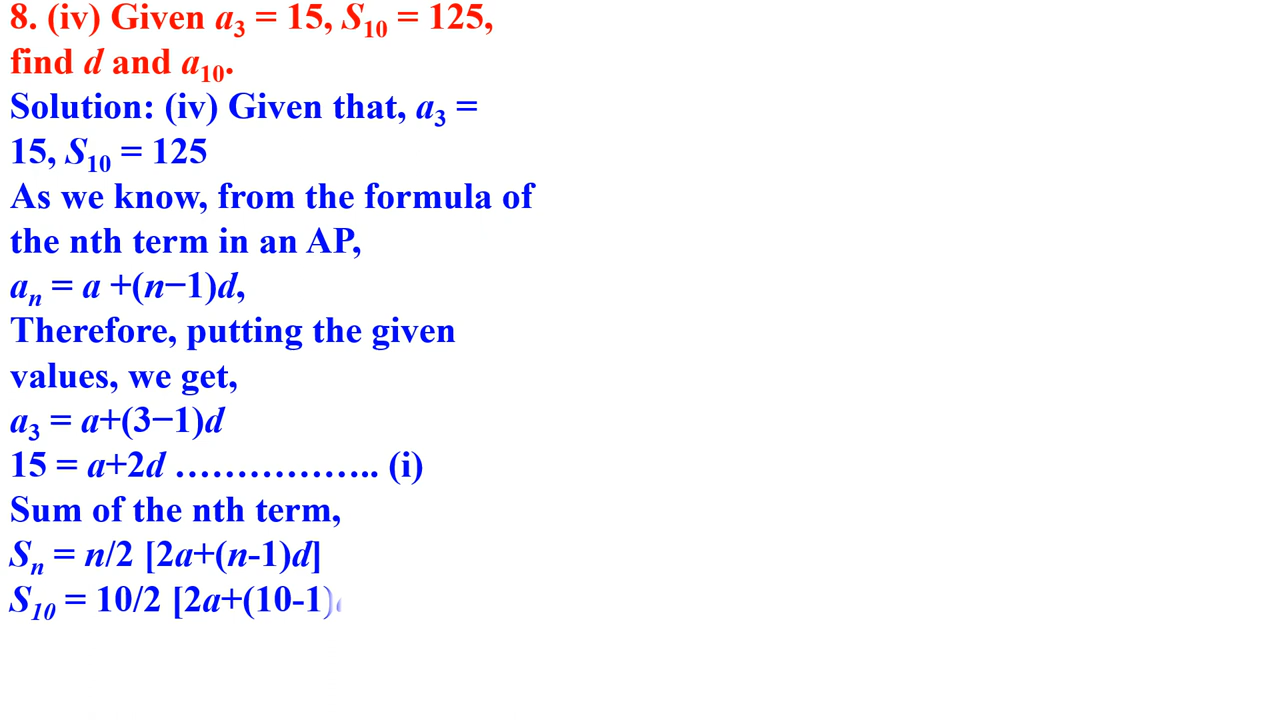 8. (iv) Given a₃ = 15, S₁₀ = 125,
find d and a₁₀.
Solution: (iv) Given that, a₃ =
15, S₁₀ = 125
As we know, from the formula of
the nth term in an AP,
aₙ = a +(n−1)d,
Therefore, putting the given
values, we get,
a₃ = a+(3−1)d
15 = a+2d …………….. (i)
Sum of the nth term,
Sₙ = n/2 [2a+(n-1)d]
S₁₀ = 10/2 [2a+(10-1)